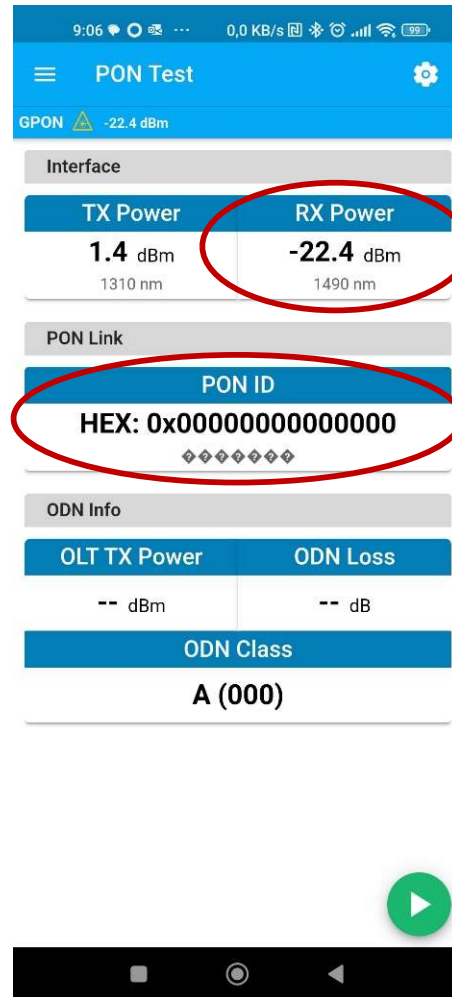 9:06 ... 0,0 KB/s 99
PON Test
GPON -22.4 dBm
Interface
TX Power RX Power
1.4 dBm -22.4 dBm
1310 nm 1490 nm
PON Link
PON ID
HEX: 0x00000000000000
�������
ODN Info
OLT TX Power ODN Loss
-- dBm -- dB
ODN Class
A (000)